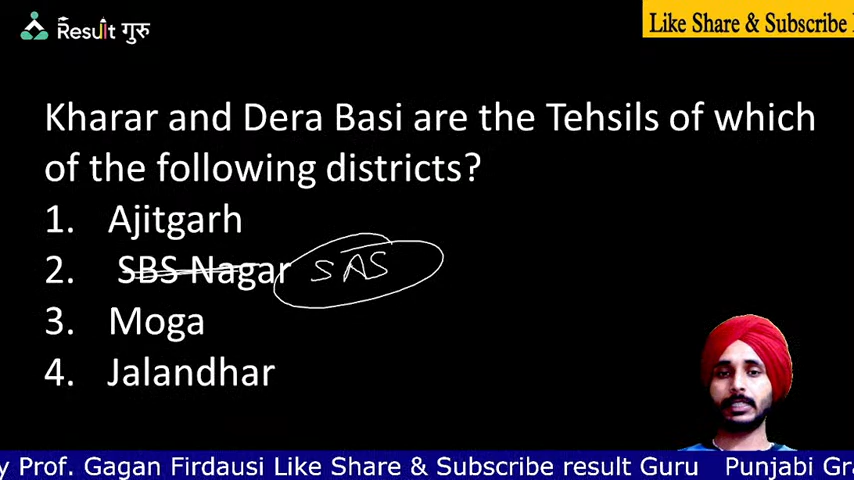 Result गुरु
Like Share & Subscribe
Kharar and Dera Basi are the Tehsils of which
of the following districts?
1. Ajitgarh
2. SBS Nagar SAS
3. Moga
4. Jalandhar
y Prof. Gagan Firdausi Like Share & Subscribe result Guru Punjabi Gra